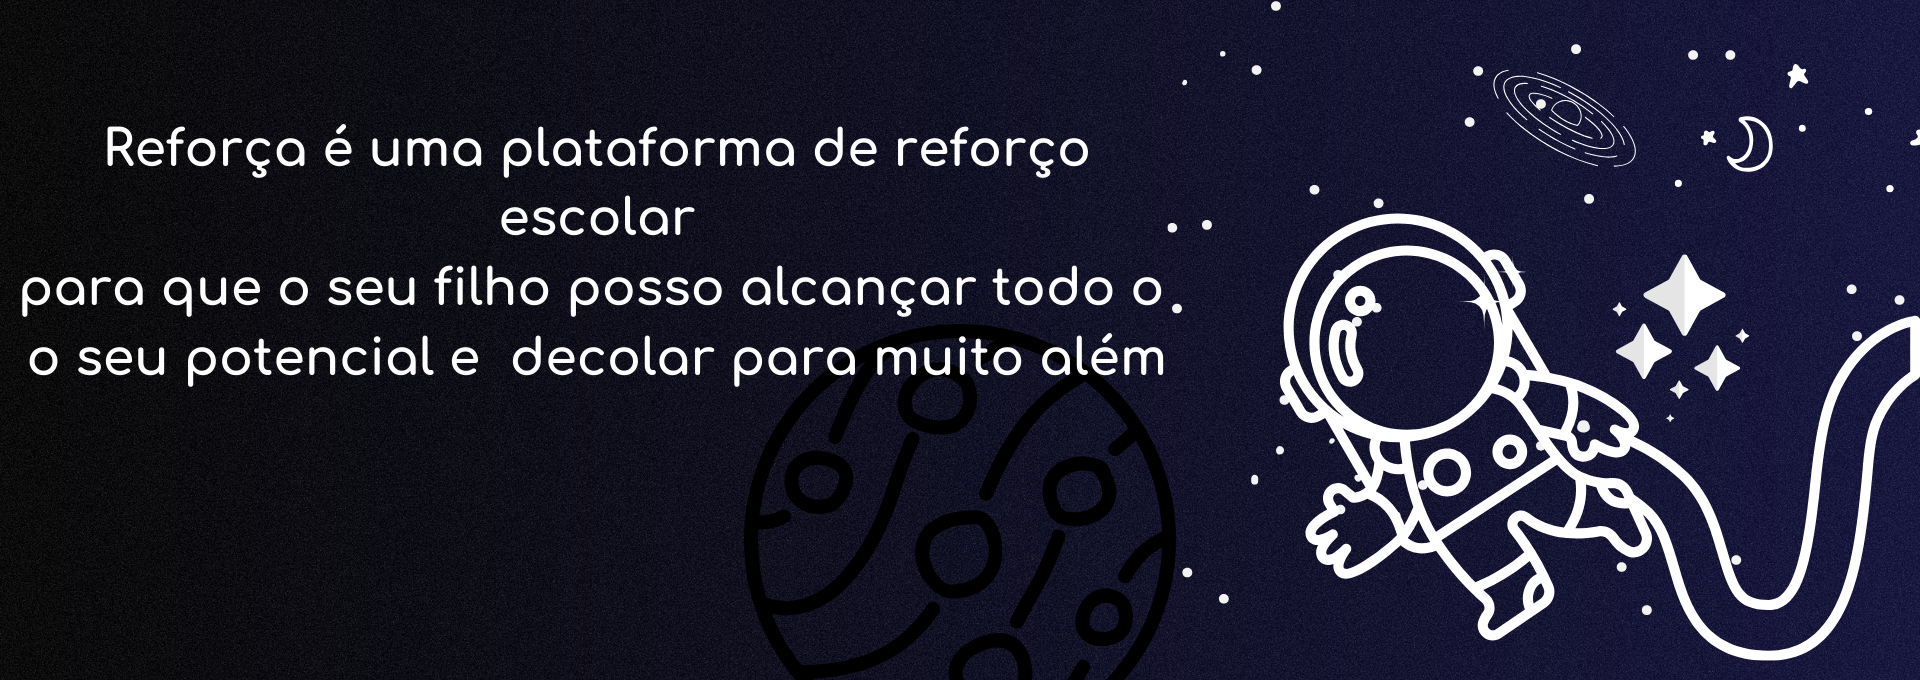 Reforça é uma plataforma de reforço
escolar
para que o seu filho posso alcançar todo o
o seu potencial e  decolar para muito além